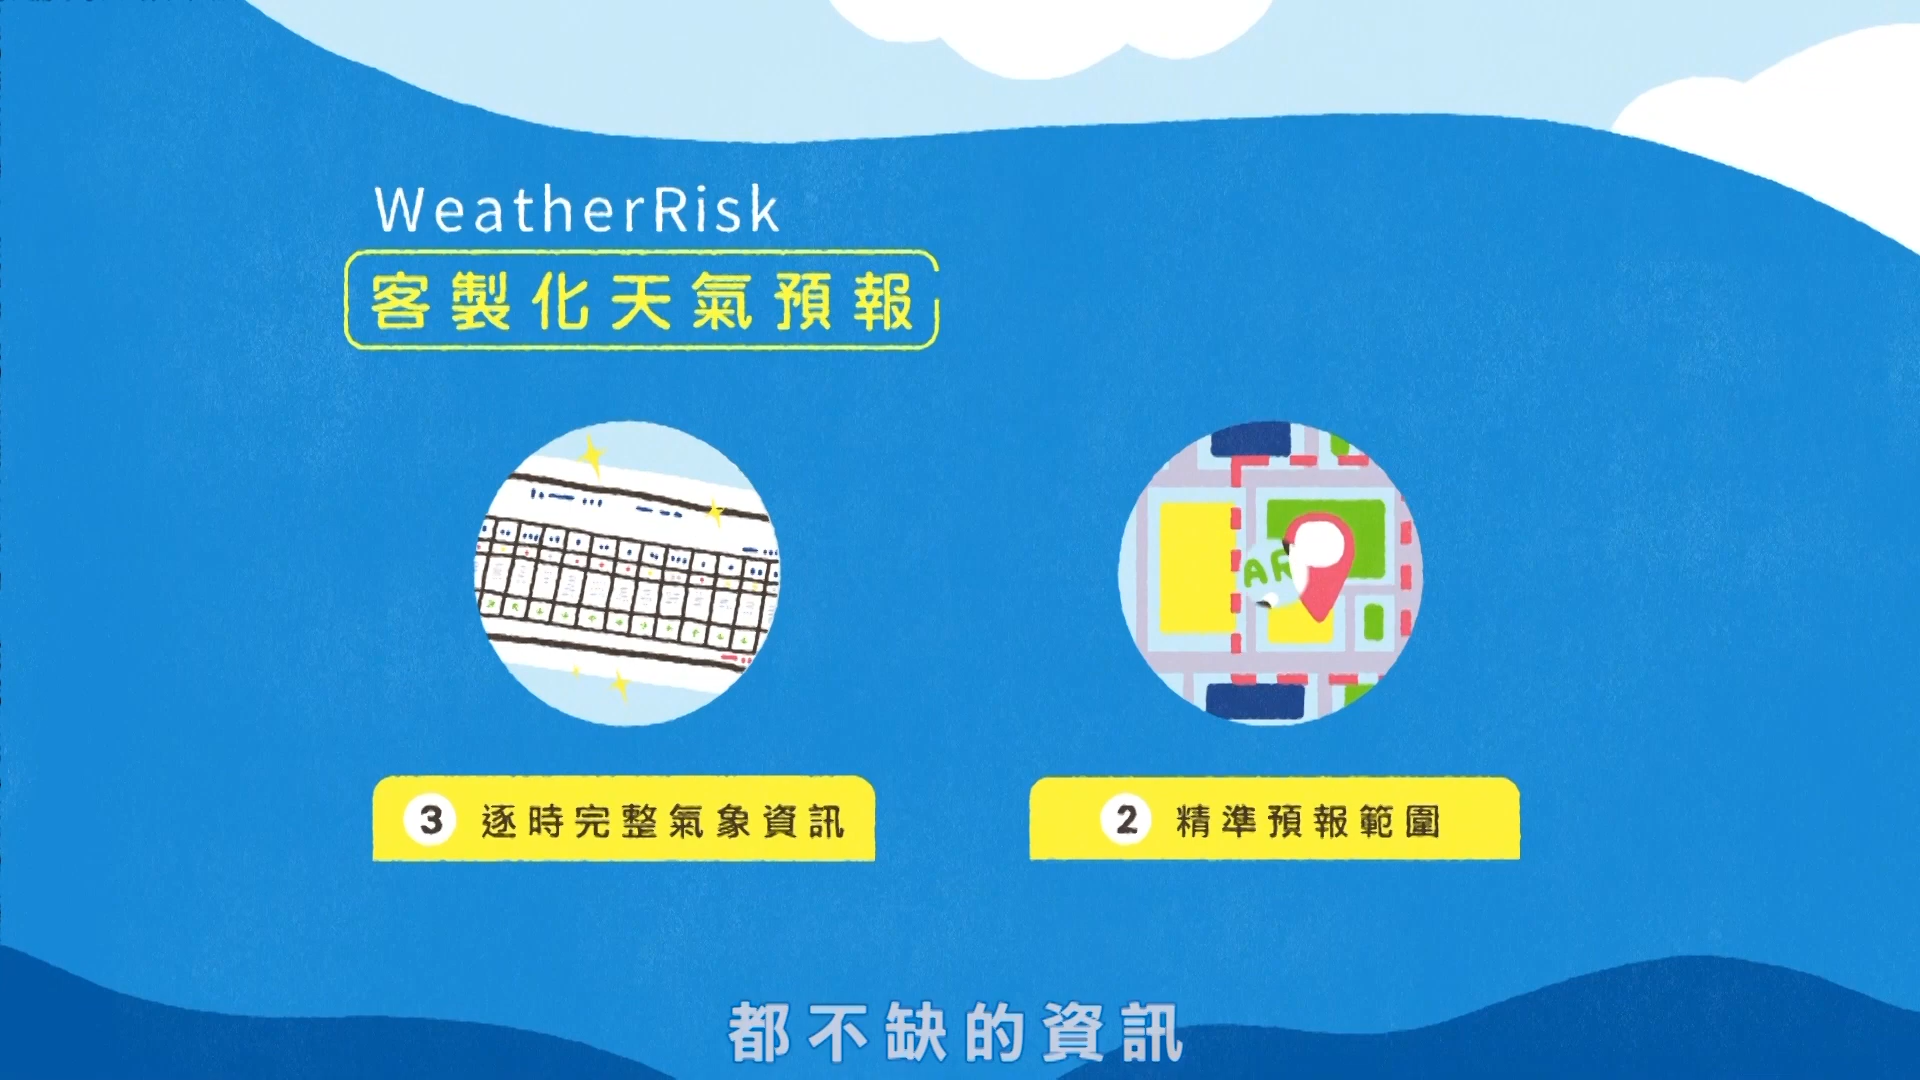 WeatherRisk
客製化天氣預報
AR
3 逐時完整氣象資訊
2 精準預報範圍
都不缺的資訊